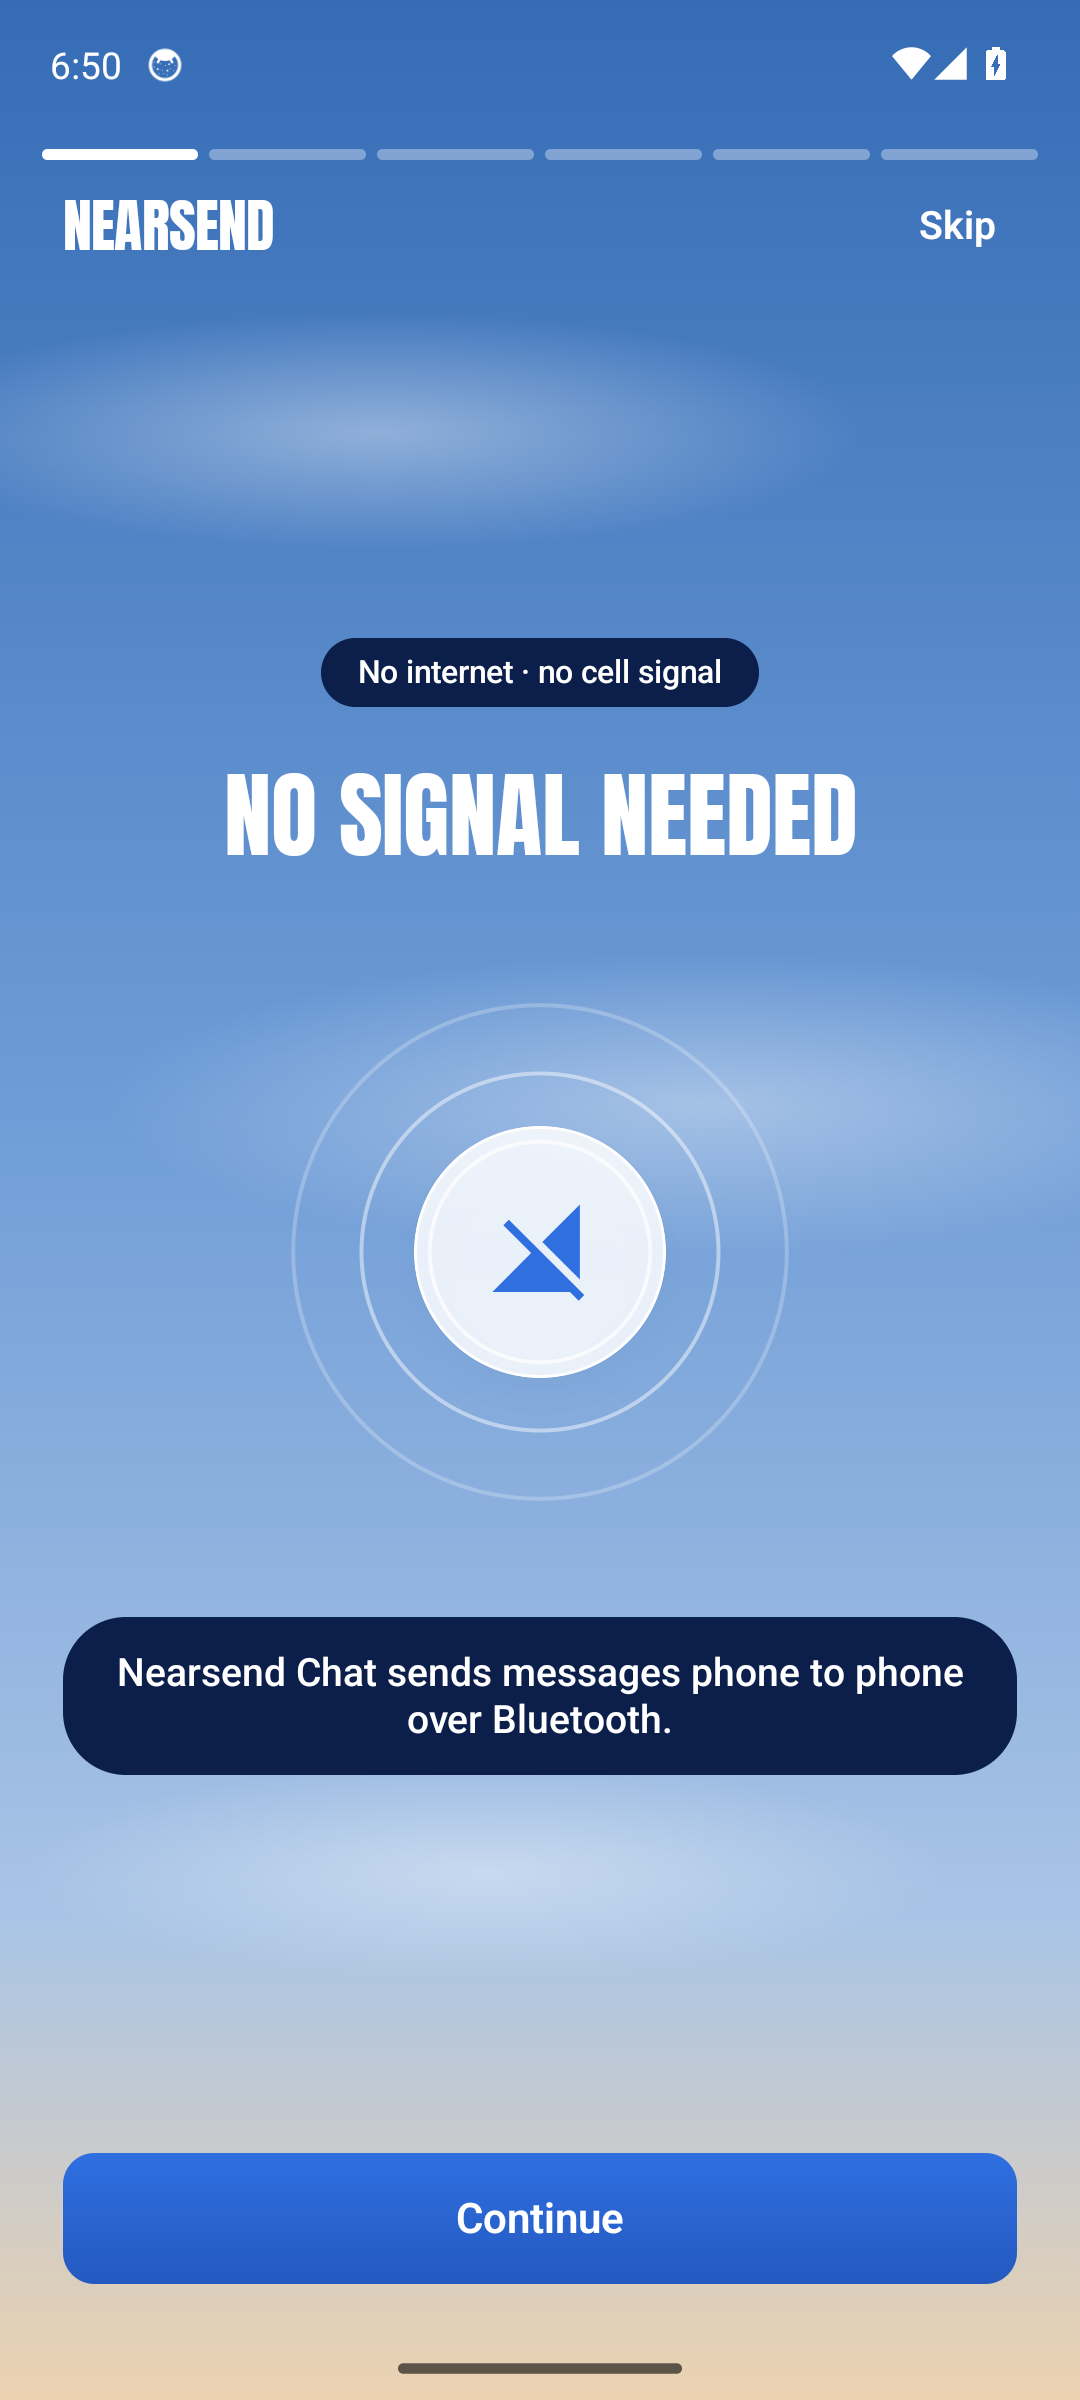 6:50
NEARSEND
Skip
No internet · no cell signal
NO SIGNAL NEEDED
Nearsend Chat sends messages phone to phone
over Bluetooth.
Continue